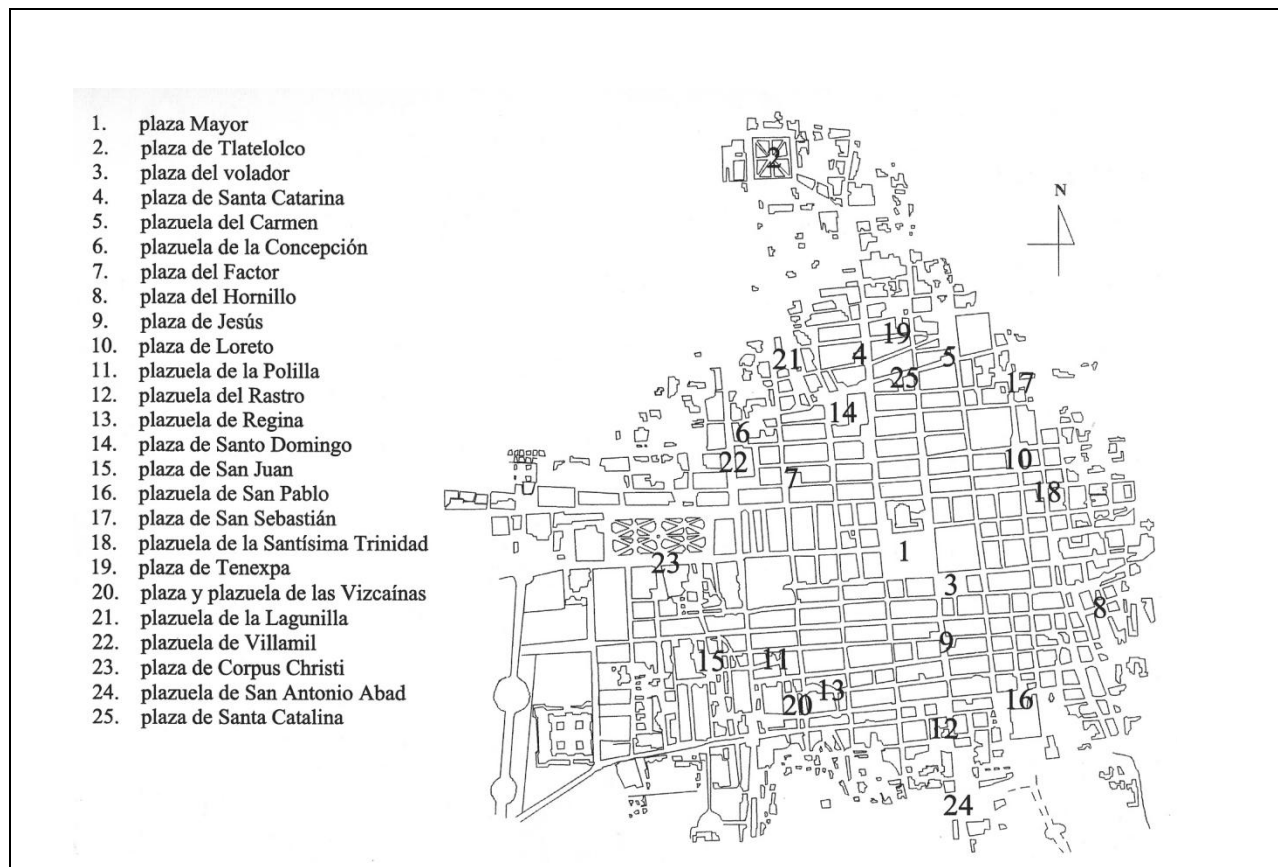 1. plaza Mayor
2. plaza de Tlatelolco
3. plaza del volador
4. plaza de Santa Catarina
5. plazuela del Carmen
6. plazuela de la Concepción
7. plaza del Factor
8. plaza del Hornillo
9. plaza de Jesús
10. plaza de Loreto
11. plazuela de la Polilla
12. plazuela del Rastro
13. plazuela de Regina
14. plaza de Santo Domingo
15. plaza de San Juan
16. plazuela de San Pablo
17. plaza de San Sebastián
18. plazuela de la Santísima Trinidad
19. plaza de Tenexpa
20. plaza y plazuela de las Vizcaínas
21. plazuela de la Lagunilla
22. plazuela de Villamil
23. plaza de Corpus Christi
24. plazuela de San Antonio Abad
25. plaza de Santa Catalina
2
N
19
4
21
5
25
17
14
6
22
10
7
18
1
23
3
8
9
15
11
13
20
16
12
24